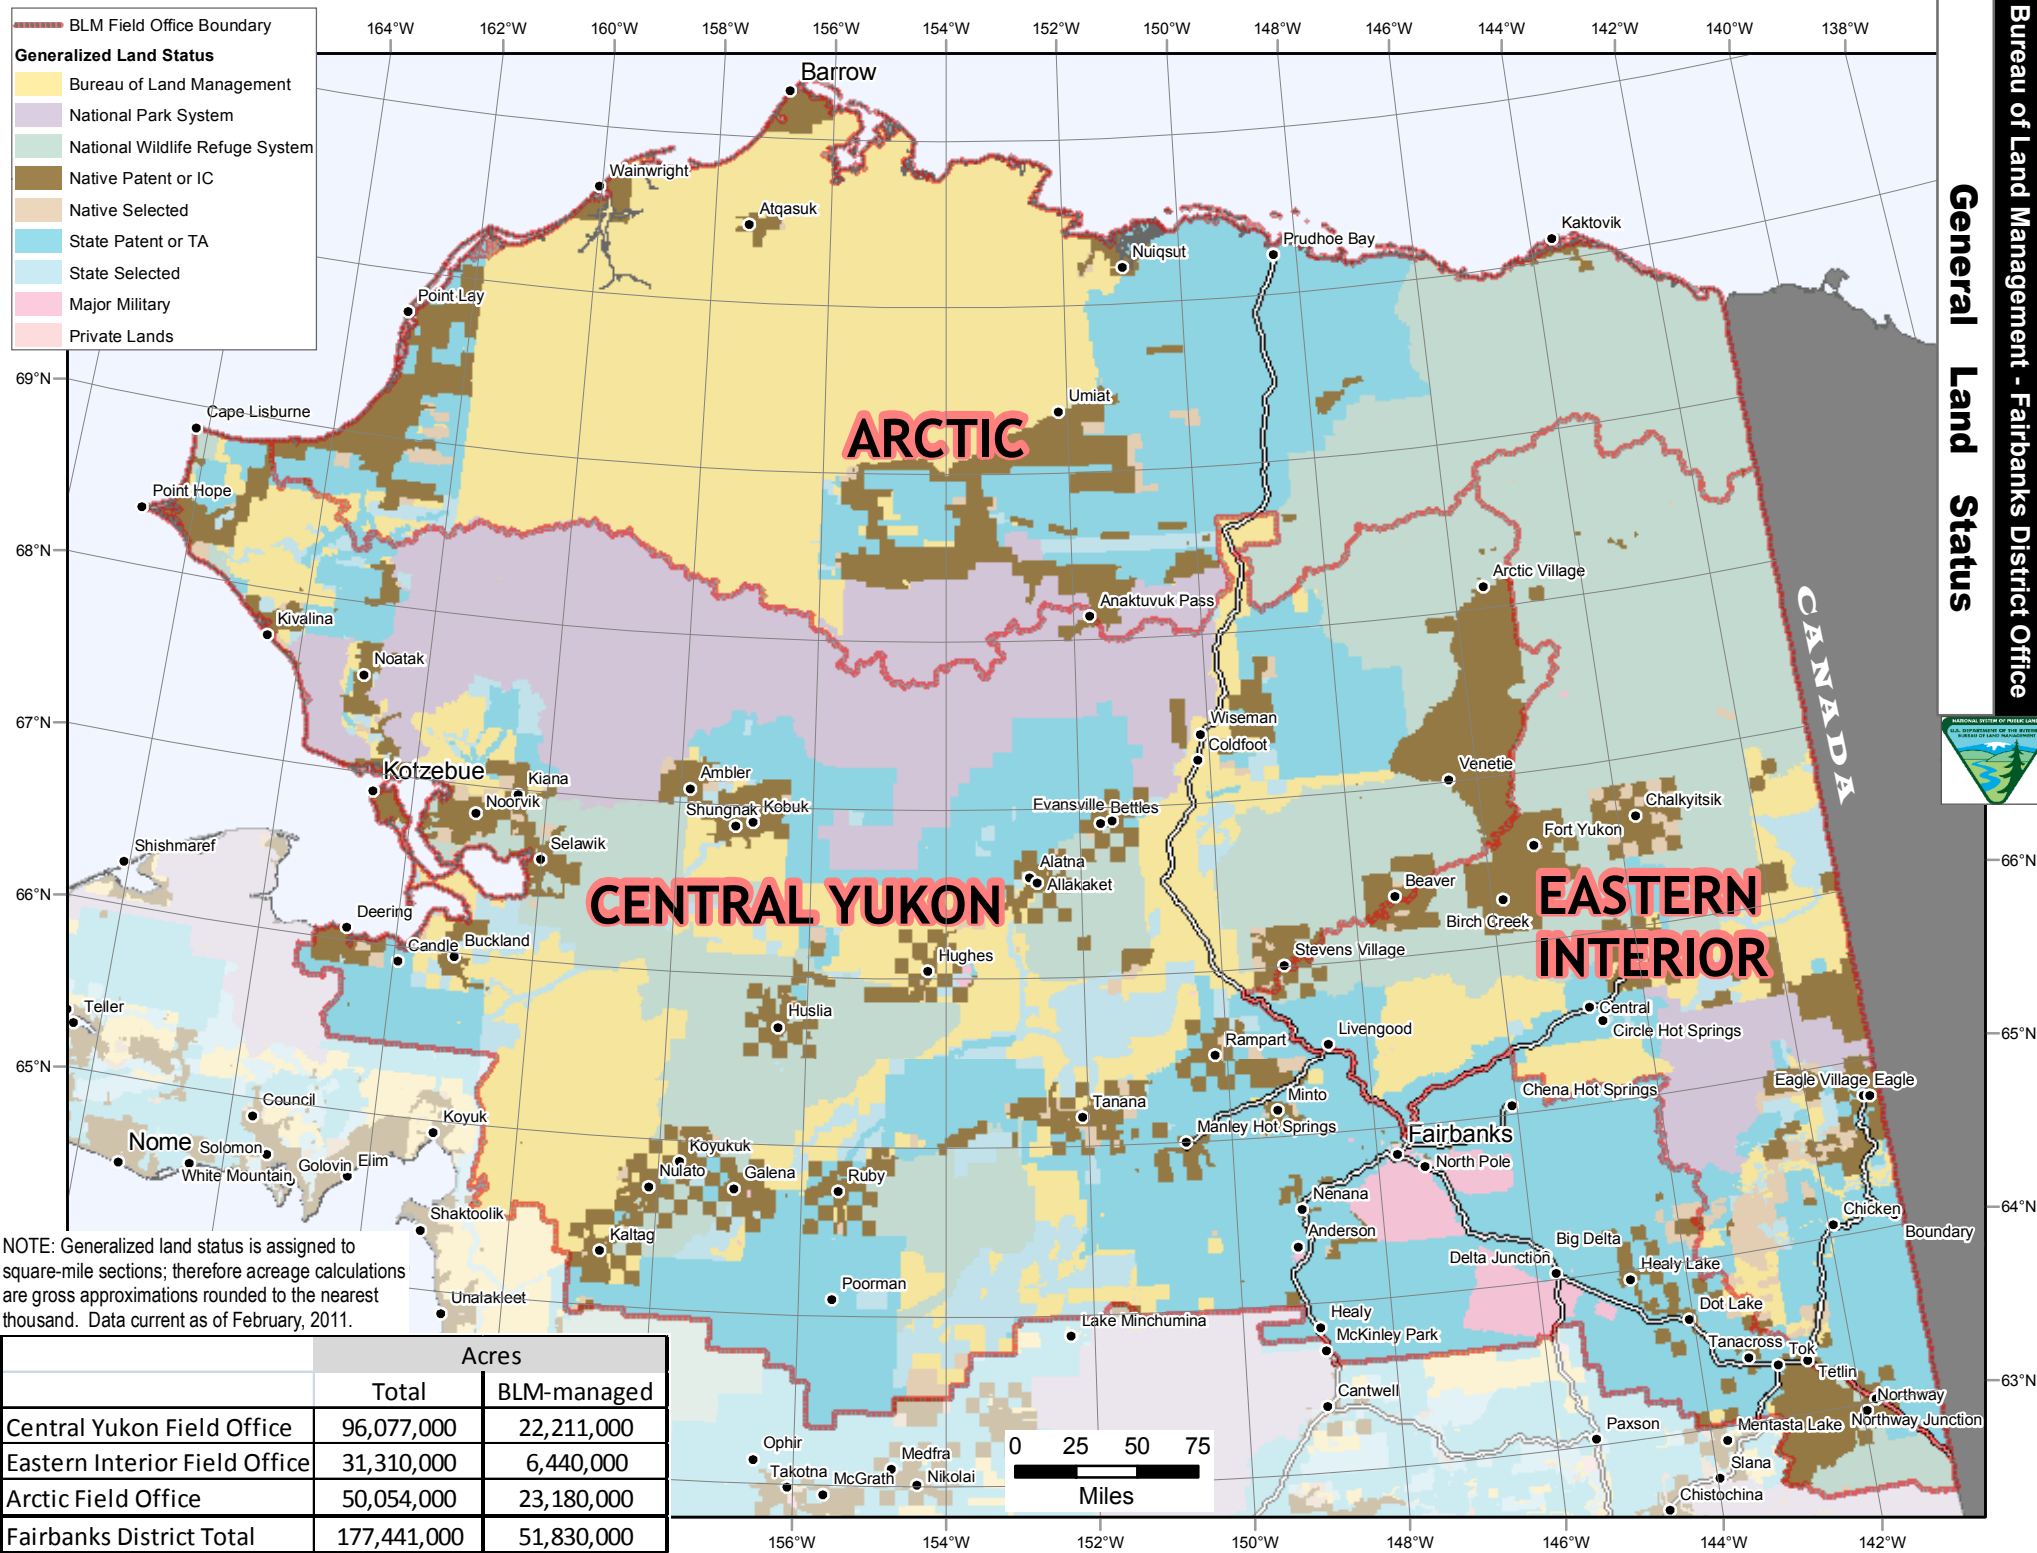 164°W
162°W
160°W
158°W
156°W
154°W
152°W
150°W
148°W
146°W
144°W
142°W
140°W
138°W
BLM Field Office Boundary
Generalized Land Status
Bureau of Land Management
National Park System
National Wildlife Refuge System
Native Patent or IC
Native Selected
State Patent or TA
State Selected
Major Military
Private Lands
Bureau of Land Management - Fairbanks District Office
General Land Status
NATIONAL SYSTEM OF PUBLIC LANDS
U.S. DEPARTMENT OF THE INTERIOR
BUREAU OF LAND MANAGEMENT
CANADA
ARCTIC
CENTRAL YUKON
EASTERN
INTERIOR
Barrow
Wainwright
Atqasuk
Nuiqsut
Prudhoe Bay
Kaktovik
Point Lay
Umiat
Cape Lisburne
Point Hope
Kivalina
Noatak
Anaktuvuk Pass
Arctic Village
Wiseman
Coldfoot
Venetie
Kotzebue
Kiana
Noorvik
Selawik
Ambler
Shungnak
Kobuk
Evansville
Bettles
Alatna
Allakaket
Chalkyitsik
Fort Yukon
Beaver
Birch Creek
Stevens Village
Shishmaref
Deering
Candle
Buckland
Hughes
Huslia
Teller
Central
Circle Hot Springs
Livengood
Rampart
Minto
Manley Hot Springs
Tanana
Chena Hot Springs
Eagle Village
Eagle
Fairbanks
North Pole
Council
Koyuk
Nome
Solomon
White Mountain
Golovin
Elim
Koyukuk
Nulato
Galena
Ruby
Kaltag
Shaktoolik
Unalakleet
Nenana
Anderson
Poorman
Big Delta
Delta Junction
Healy Lake
Dot Lake
Chicken
Boundary
Healy
McKinley Park
Lake Minchumina
Tanacross
Tok
Tetlin
Northway
Northway Junction
Mentasta Lake
Cantwell
Paxson
Slana
Chistochina
Ophir
Takotna
McGrath
Medfra
Nikolai
69°N
68°N
67°N
66°N
65°N
66°N
65°N
64°N
63°N
NOTE: Generalized land status is assigned to
square-mile sections; therefore acreage calculations
are gross approximations rounded to the nearest
thousand. Data current as of February, 2011.
Acres
Total BLM-managed
Central Yukon Field Office 96,077,000 22,211,000
Eastern Interior Field Office 31,310,000 6,440,000
Arctic Field Office 50,054,000 23,180,000
Fairbanks District Total 177,441,000 51,830,000
0 25 50 75
Miles
156°W
154°W
152°W
150°W
148°W
146°W
144°W
142°W